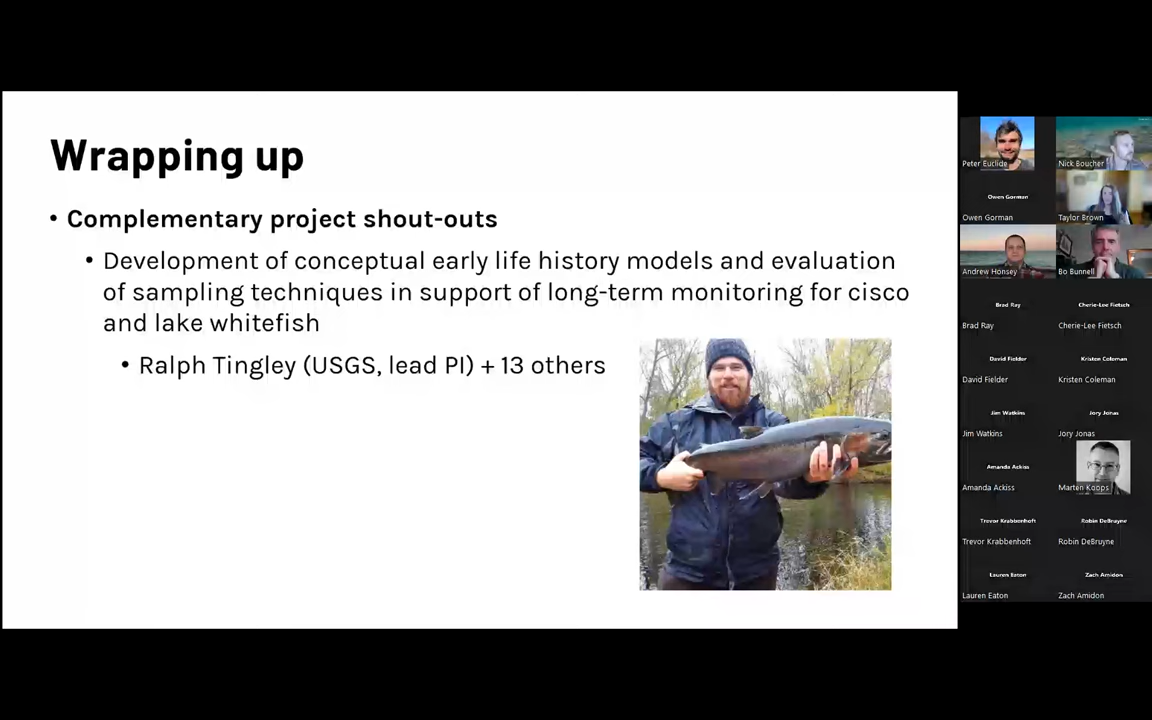 Wrapping up
• Complementary project shout-outs
• Development of conceptual early life history models and evaluation
of sampling techniques in support of long-term monitoring for cisco
and lake whitefish
• Ralph Tingley (USGS, lead PI) + 13 others
Peter Euclide
Nick Boucher
Owen Gorman
Owen Gorman
Taylor Brown
Andrew Honsey
Bo Bunnell
Brad Ray
Cherie-Lee Fietsch
Brad Ray
Cherie-Lee Fietsch
David Fielder
Kristen Coleman
David Fielder
Kristen Coleman
Jim Watkins
Jory Jonas
Jim Watkins
Jory Jonas
Amanda Ackiss
Amanda Ackiss
Marten Koops
Trevor Krabbenhoft
Robin DeBruyne
Trevor Krabbenhoft
Robin DeBruyne
Lauren Eaton
Zach Amidon
Lauren Eaton
Zach Amidon